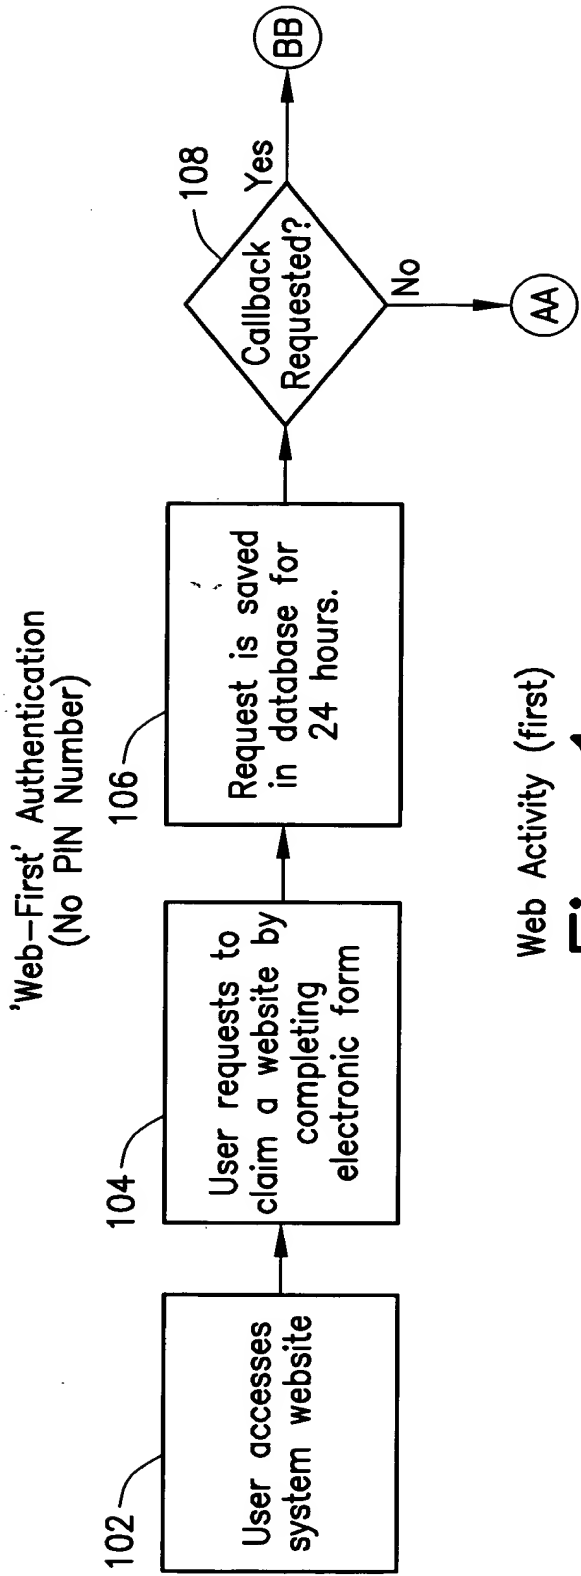 'Web-First' Authentication
(No PIN Number)
102
User accesses
system website
104
User requests to
claim a website by
completing
electronic form
106
Request is saved
in database for
24 hours.
108
Callback
Requested?
Yes
BB
No
AA
Web Activity (first)